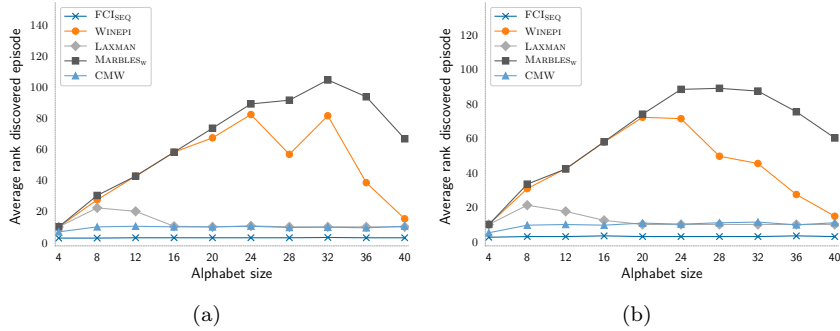 FCISEQ
WINEPI
LAXMAN
MARBLESW
CMW
Average rank discovered episode
140
120
100
80
60
40
20
0
4 8 12 16 20 24 28 32 36 40
Alphabet size
(a)
FCISEQ
WINEPI
LAXMAN
MARBLESW
CMW
Average rank discovered episode
120
100
80
60
40
20
0
4 8 12 16 20 24 28 32 36 40
Alphabet size
(b)